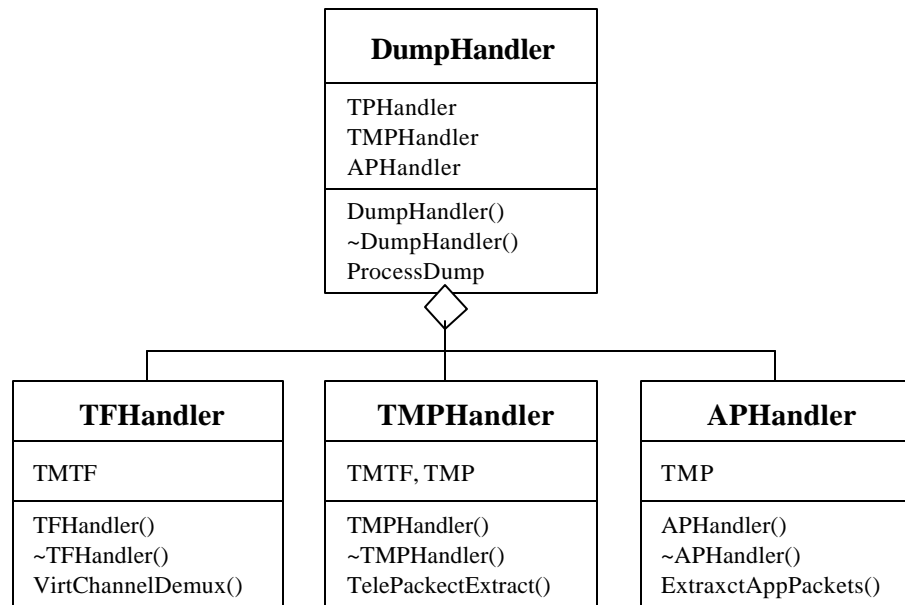 DumpHandler
TPHandler
TMPHandler
APHandler
DumpHandler()
~DumpHandler()
ProcessDump
TFHandler
TMTF
TFHandler()
~TFHandler()
VirtChannelDemux()
TMPHandler
TMTF, TMP
TMPHandler()
~TMPHandler()
TelePackectExtract()
APHandler
TMP
APHandler()
~APHandler()
ExtraxctAppPackets()